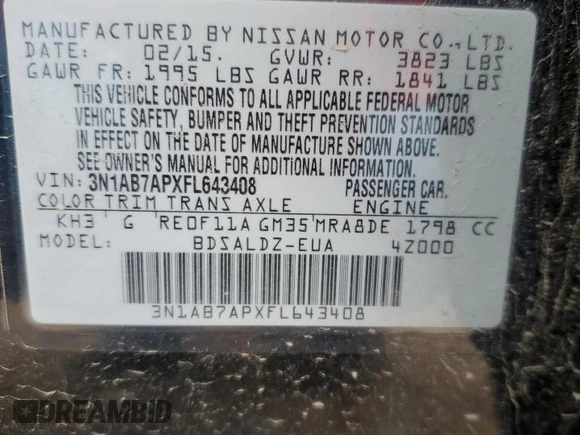 MANUFACTURED BY NISSAN MOTOR CO.,LTD.
DATE: 02/15. GVWR: 3823 LBS
GAWR FR: 1995 LBS GAWR RR: 1841 LBS
THIS VEHICLE CONFORMS TO ALL APPLICABLE FEDERAL MOTOR
VEHICLE SAFETY, BUMPER AND THEFT PREVENTION STANDARDS
IN EFFECT ON THE DATE OF MANUFACTURE SHOWN ABOVE.
SEE OWNER'S MANUAL FOR ADDITIONAL INFORMATION.
VIN: 3N1AB7APXFL643408 PASSENGER CAR.
COLOR TRIM TRANS AXLE ENGINE
KH3 G RE0F11A GM35 MRA8DE 1798 CC
MODEL: BDSALDZ-EUA 4Z000
3N1AB7APXFL643408
DREAMBID